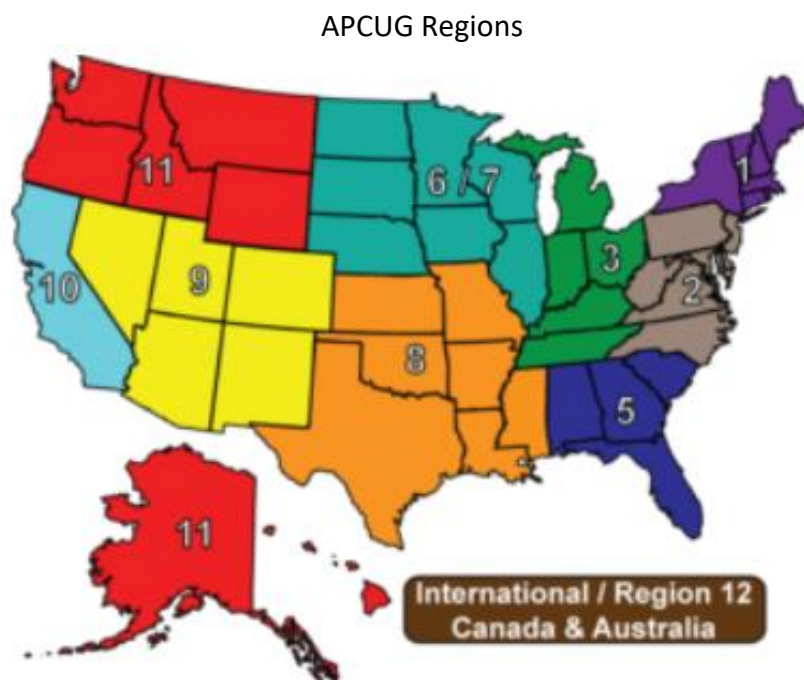 APCUG Regions
11
6 / 7
1
3
2
10
9
8
5
11
International / Region 12
Canada & Australia